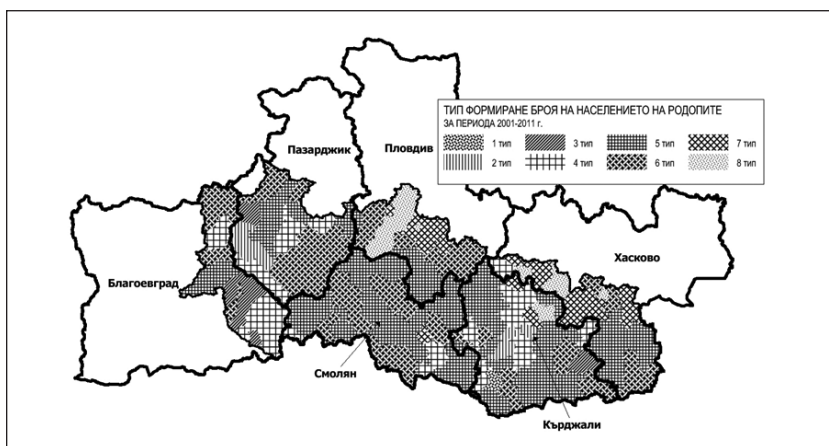 ТИП ФОРМИРАНЕ БРОЯ НА НАСЕЛЕНИЕТО НА РОДОПИТЕ
ЗА ПЕРИОДА 2001-2011 г.
1 тип 3 тип 5 тип 7 тип
2 тип 4 тип 6 тип 8 тип
Пазарджик
Пловдив
Хасково
Благоевград
Смолян
Кърджали